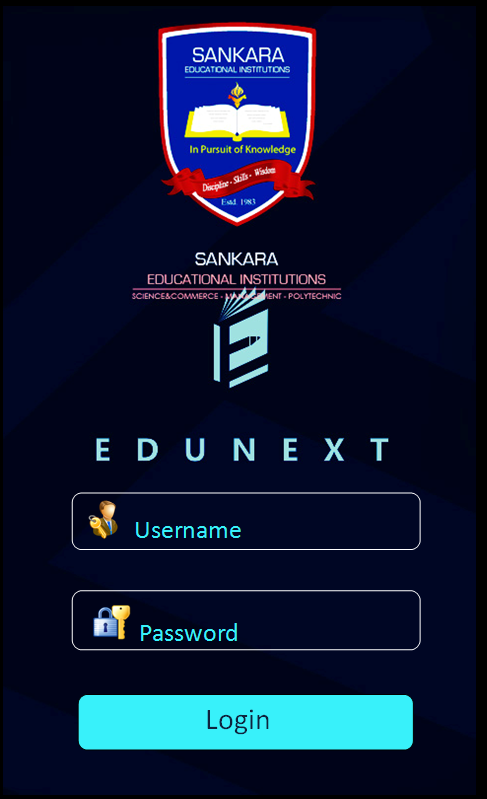 SANKARA
EDUCATIONAL INSTITUTIONS
In Pursuit of Knowledge
Discipline - Skills - Wisdom
Estd. 1983
SANKARA
EDUCATIONAL INSTITUTIONS
SCIENCE&COMMERCE - MANAGEMENT - POLYTECHNIC
EDUNEXT
Username
Password
Login